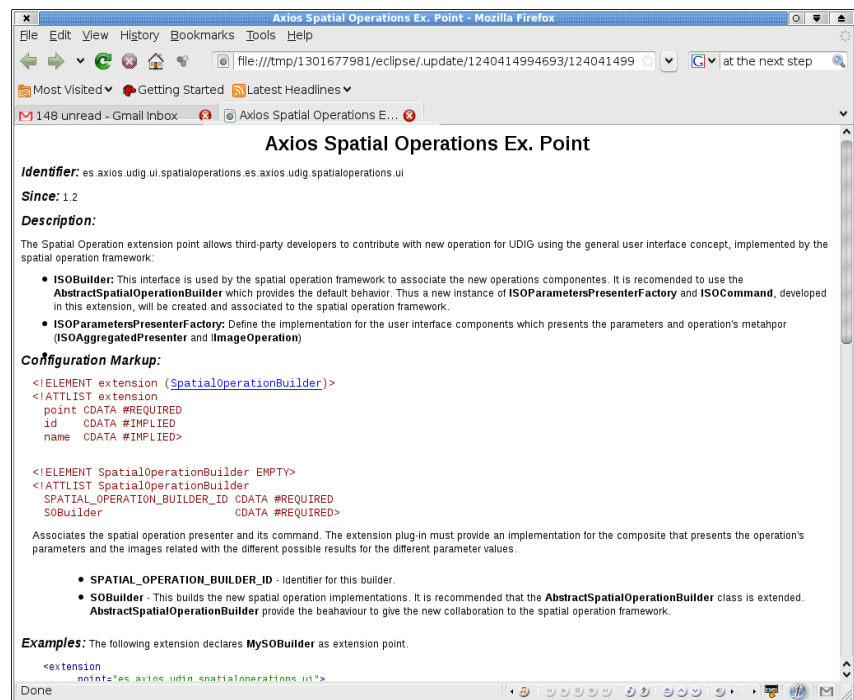 Axios Spatial Operations Ex. Point - Mozilla Firefox
File Edit View History Bookmarks Tools Help
file:///tmp/1301677981/eclipse/.update/1240414994693/124041499
G at the next step
Most Visited Getting Started Latest Headlines
M 148 unread - Gmail Inbox Axios Spatial Operations E...
Axios Spatial Operations Ex. Point
Identifier: es.axios.udig.ui.spatialoperations.es.axios.udig.spatialoperations.ui
Since: 1.2
Description:
The Spatial Operation extension point allows third-party developers to contribute with new operation for UDIG using the general user interface concept, implemented by the
spatial operation framework:
• ISOBuilder: This interface is used by the spatial operation framework to associate the new operations componentes. It is recomended to use the
AbstractSpatialOperationBuilder which provides the default behavior. Thus a new instance of ISOParametersPresenterFactory and ISOCommand, developed
in this extension, will be created and associated to the spatial operation framework.
• ISOParametersPresenterFactory: Define the implementation for the user interface components which presents the parameters and operation's metahpor
(ISOAggregatedPresenter and IImageOperation)
Configuration Markup:
<!ELEMENT extension (SpatialOperationBuilder)>
<!ATTLIST extension
point CDATA #REQUIRED
id CDATA #IMPLIED
name CDATA #IMPLIED>
<!ELEMENT SpatialOperationBuilder EMPTY>
<!ATTLIST SpatialOperationBuilder
SPATIAL_OPERATION_BUILDER_ID CDATA #REQUIRED
SOBuilder CDATA #REQUIRED>
Associates the spatial operation presenter and its command. The extension plug-in must provide an implementation for the composite that presents the operation's
parameters and the images related with the different possible results for the different parameter values.
• SPATIAL_OPERATION_BUILDER_ID - Identifier for this builder.
• SOBuilder - This builds the new spatial operation implementations. It is recommended that the AbstractSpatialOperationBuilder class is extended.
AbstractSpatialOperationBuilder provide the beahaviour to give the new collaboration to the spatial operation framework.
Examples: The following extension declares MySOBuilder as extension point.
<extension
point="es.axios.udig.spatialoperations.ui">
Done